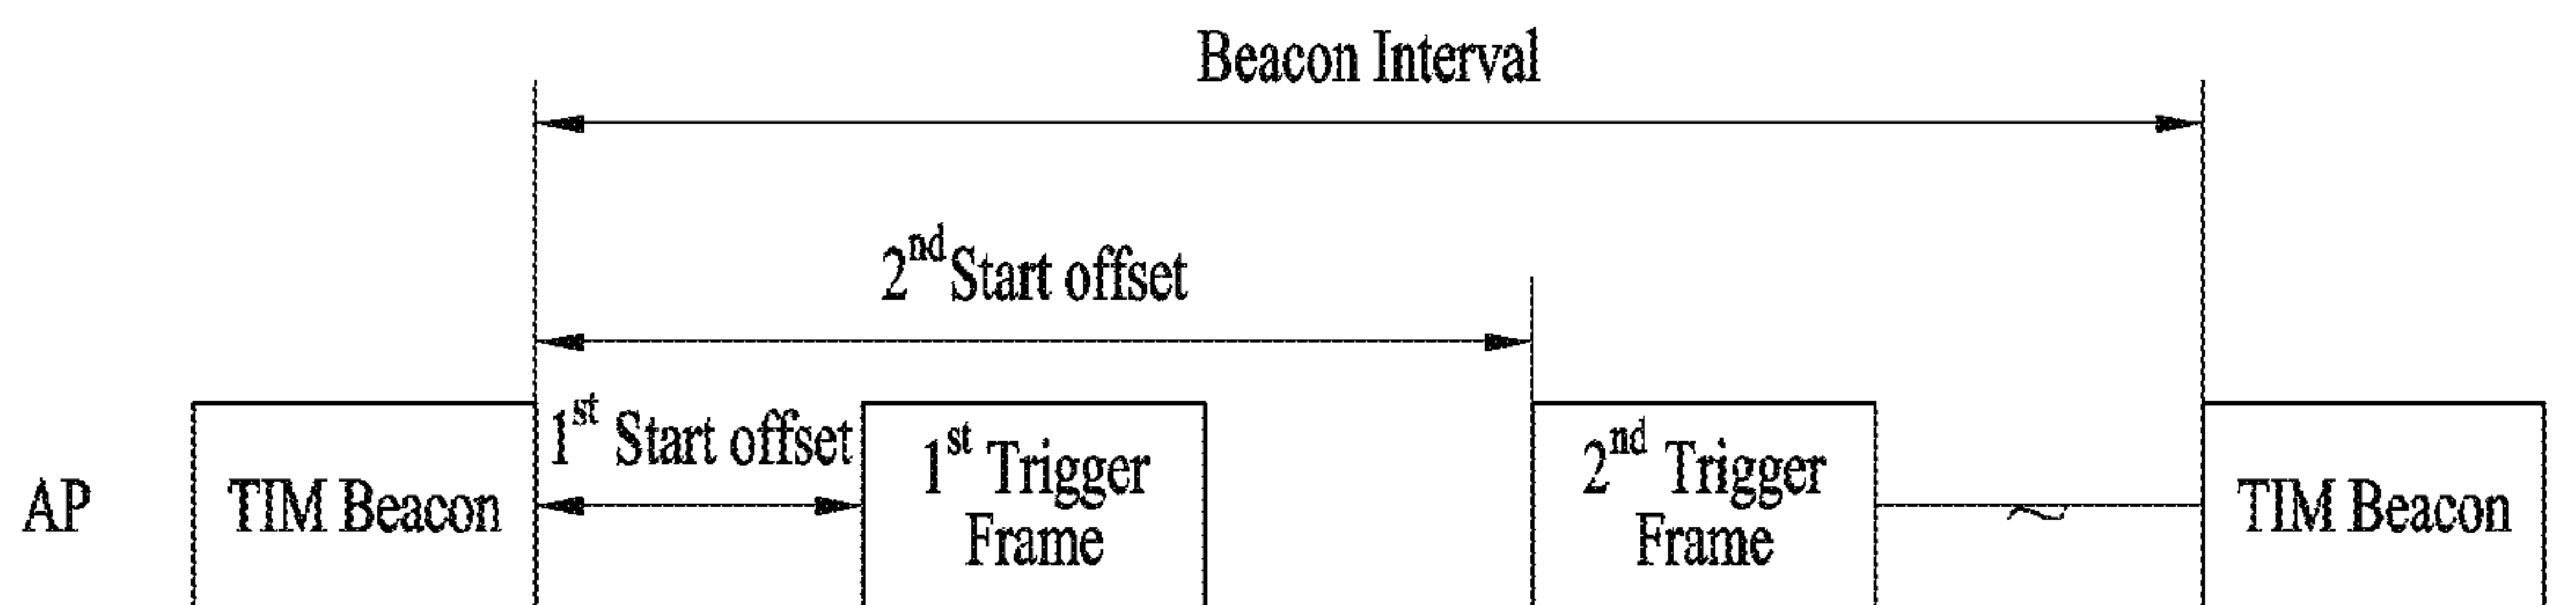 Beacon Interval
2nd Start offset
1st Start offset
1st Trigger
Frame
2nd Trigger
Frame
AP
TIM Beacon
TIM Beacon